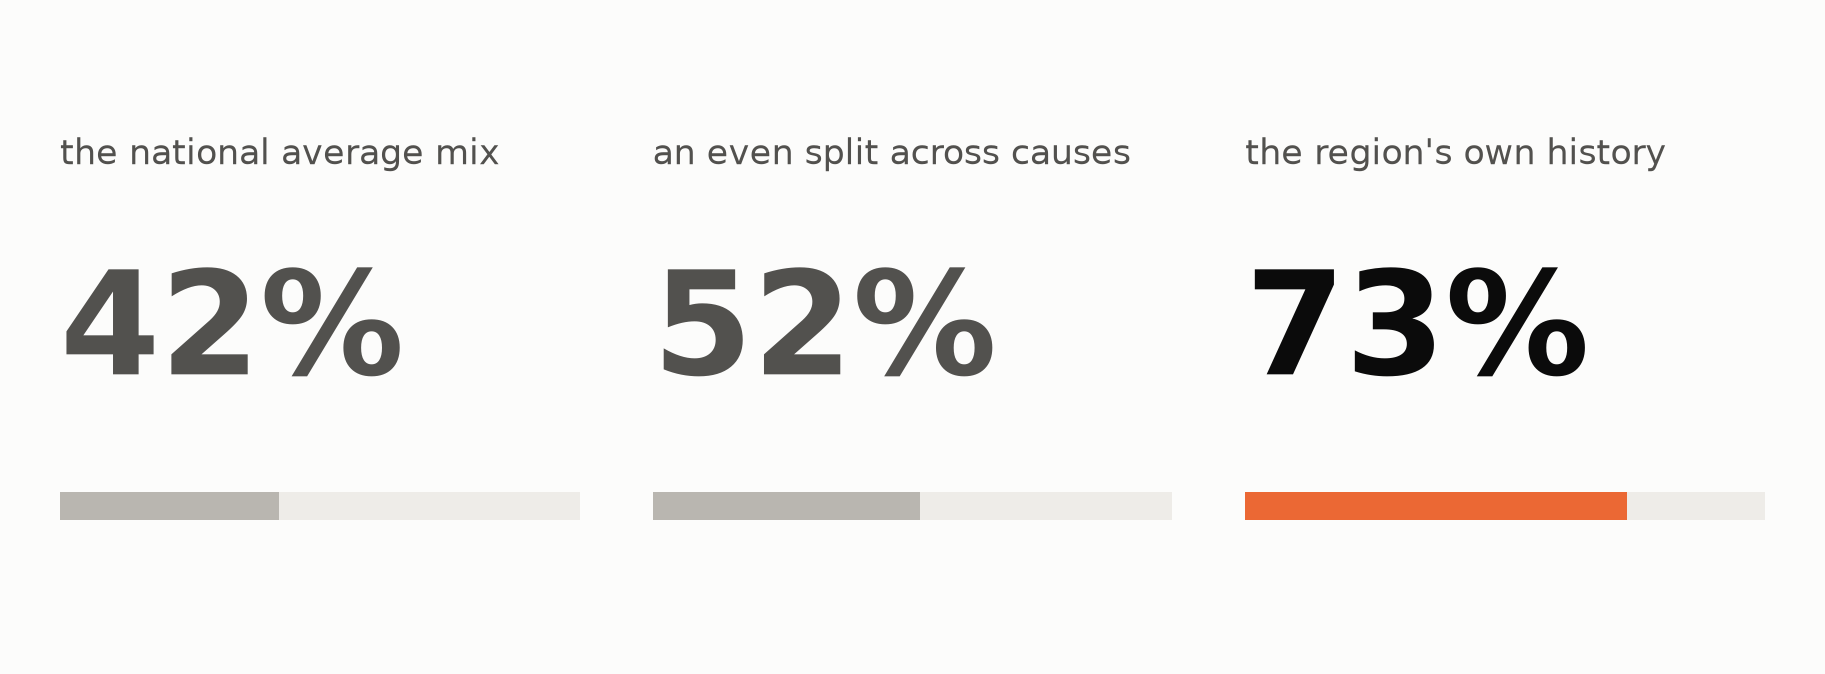 the national average mix
42%
an even split across causes
52%
the region's own history
73%